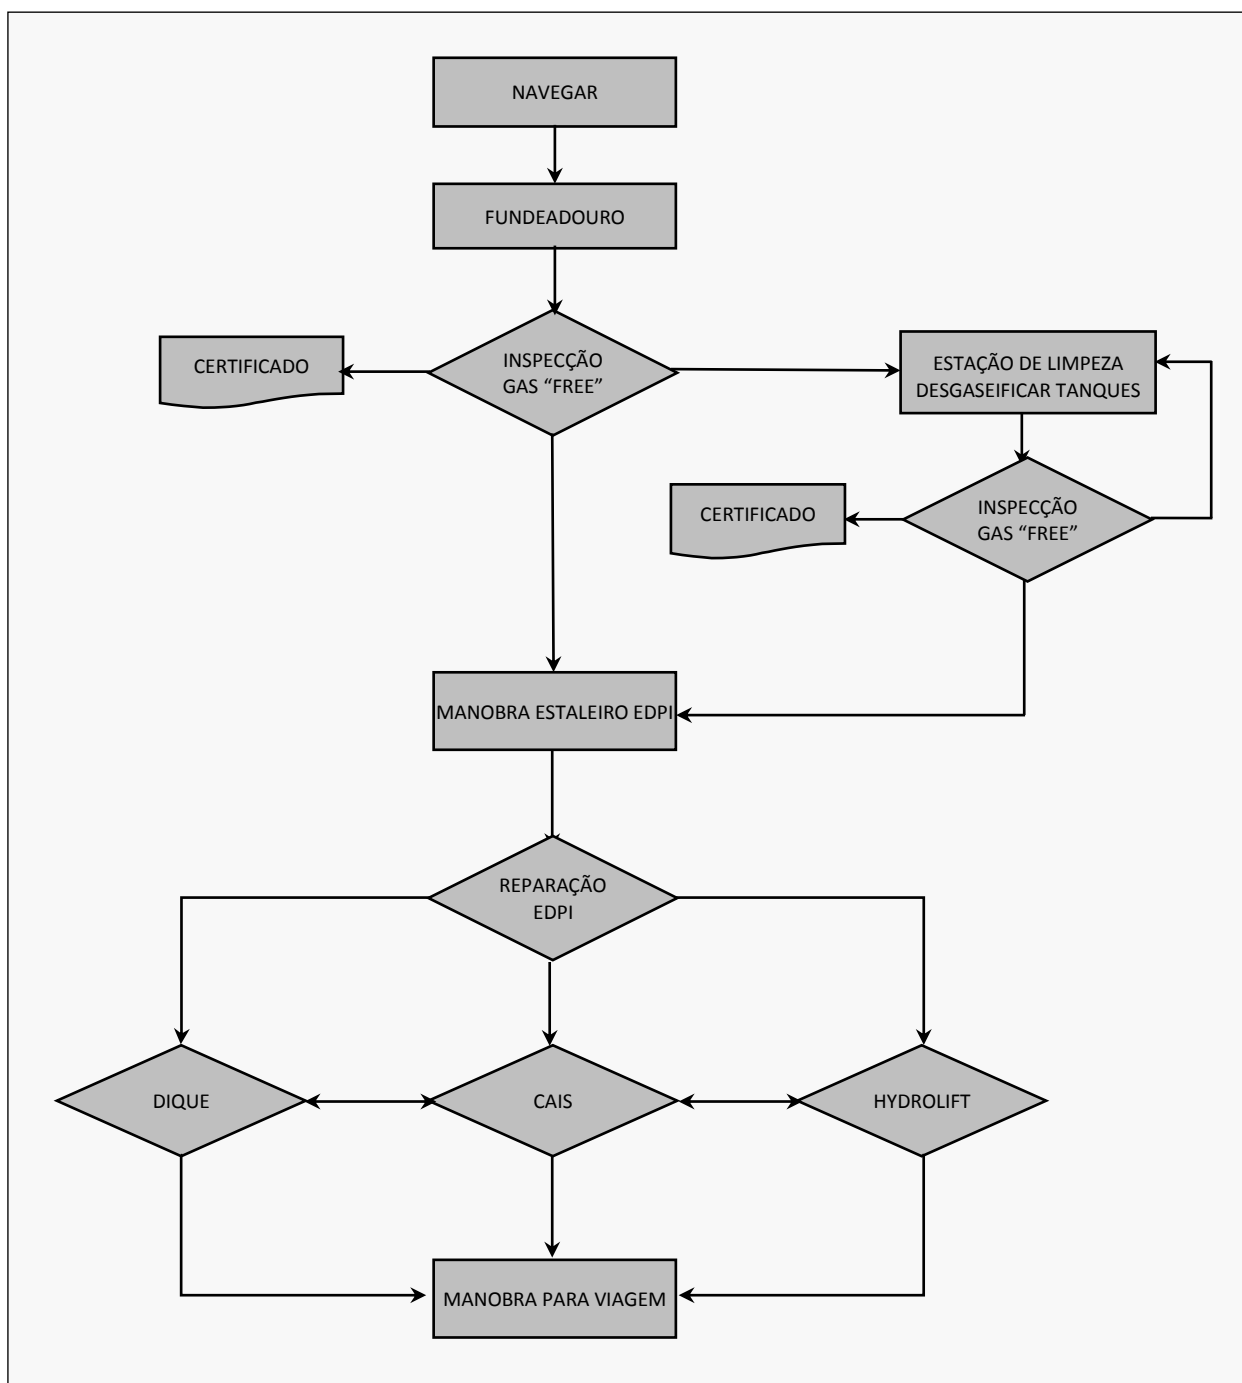 NAVEGAR
FUNDEADOURO
CERTIFICADO
INSPECÇÃO
GAS “FREE”
ESTAÇÃO DE LIMPEZA
DESGASEIFICAR TANQUES
CERTIFICADO
INSPECÇÃO
GAS “FREE”
MANOBRA ESTALEIRO EDPI
REPARAÇÃO
EDPI
DIQUE
CAIS
HYDROLIFT
MANOBRA PARA VIAGEM